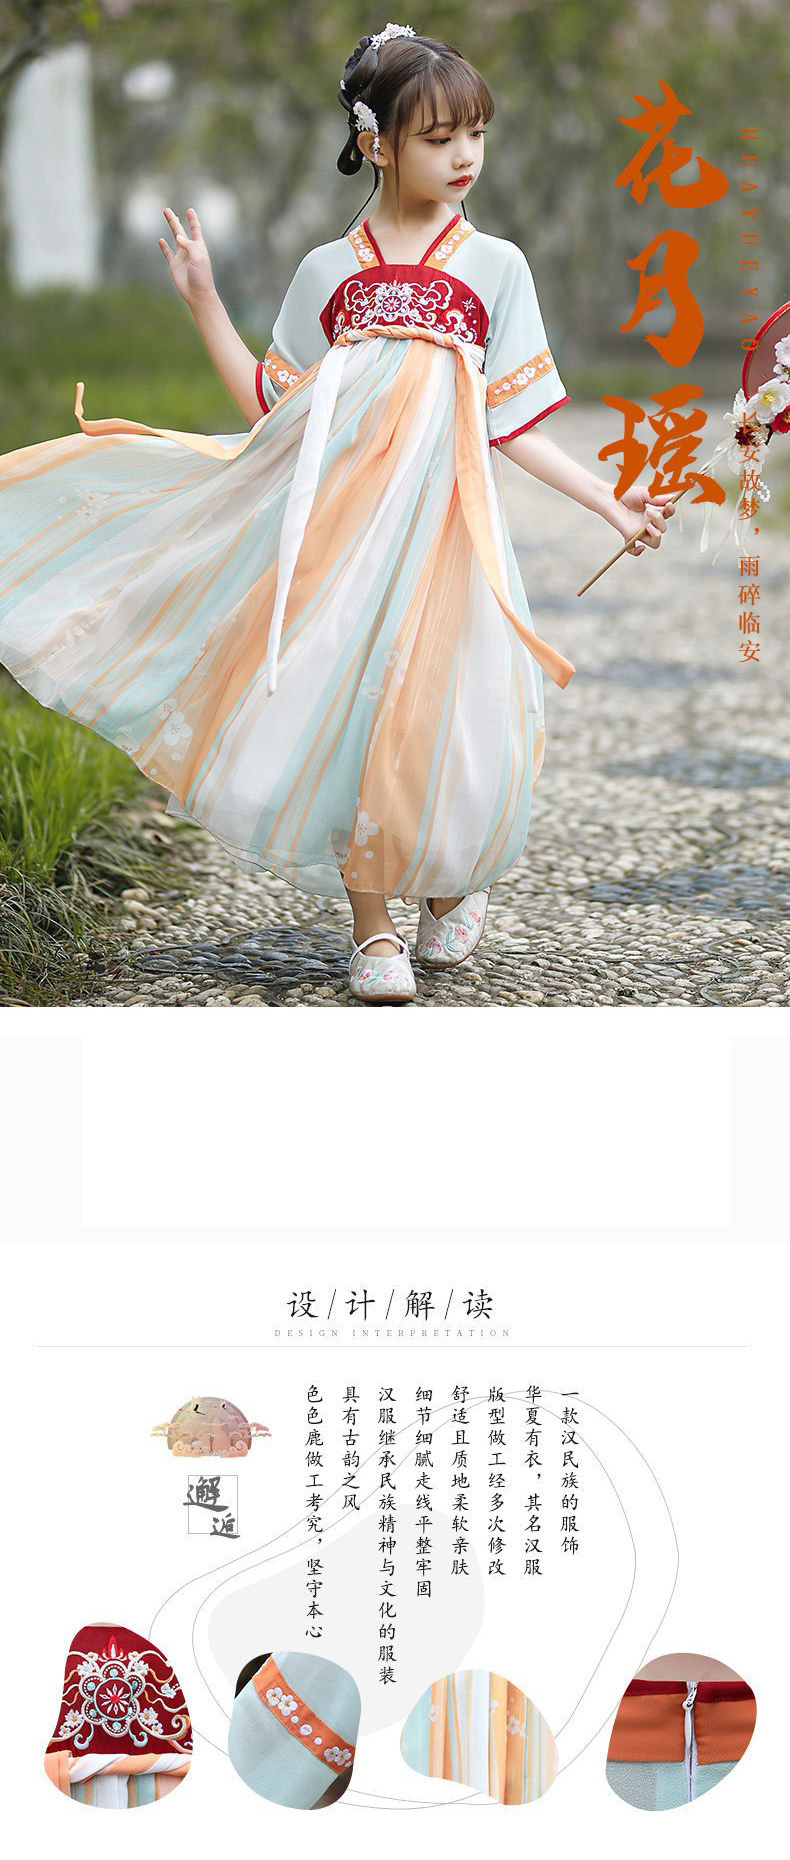 花月瑶
HUAYUEYAO
长安故梦，雨碎临安
设/计/解/读
DESIGN INTERPRETATION
一款汉民族的服饰
华夏有衣，其名汉服
版型做工经多次修改
舒适且质地柔软亲肤
细节细腻走线平整牢固
汉服继承民族精神与文化的服装
具有古韵之风
色色鹿做工考究，坚守本心
邂逅